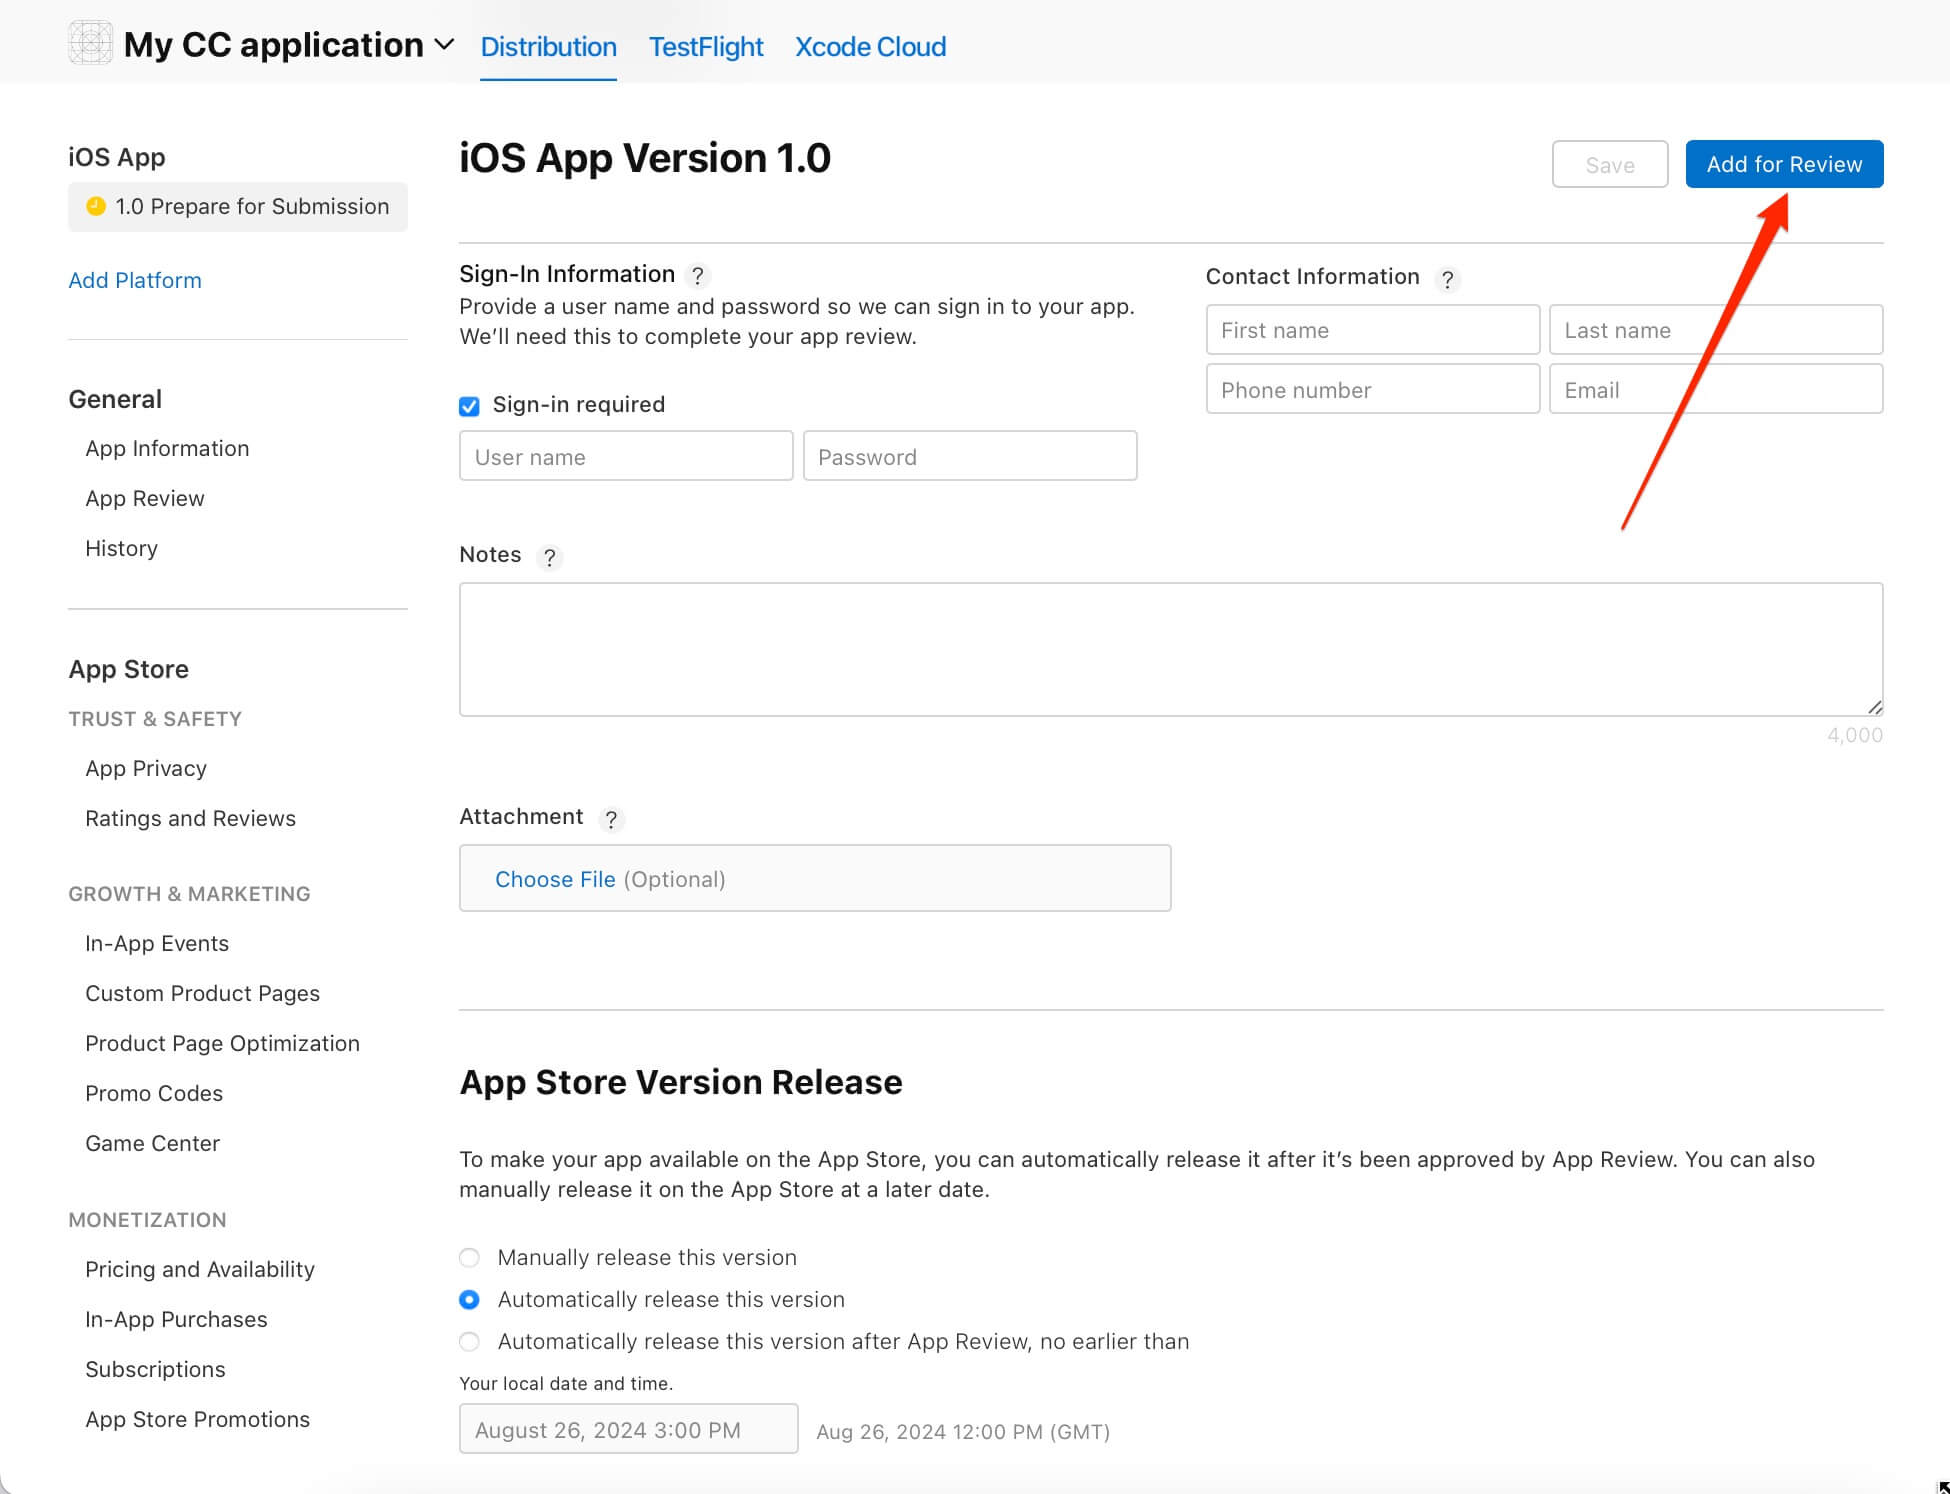 My CC application
Distribution
TestFlight
Xcode Cloud
iOS App
1.0 Prepare for Submission
Add Platform
General
App Information
App Review
History
App Store
TRUST & SAFETY
App Privacy
Ratings and Reviews
GROWTH & MARKETING
In-App Events
Custom Product Pages
Product Page Optimization
Promo Codes
Game Center
MONETIZATION
Pricing and Availability
In-App Purchases
Subscriptions
App Store Promotions
iOS App Version 1.0
Save
Add for Review
Sign-In Information ?
Provide a user name and password so we can sign in to your app.
We’ll need this to complete your app review.
Sign-in required
User name
Password
Contact Information ?
First name
Last name
Phone number
Email
Notes ?
4,000
Attachment ?
Choose File (Optional)
App Store Version Release
To make your app available on the App Store, you can automatically release it after it’s been approved by App Review. You can also
manually release it on the App Store at a later date.
Manually release this version
Automatically release this version
Automatically release this version after App Review, no earlier than
Your local date and time.
August 26, 2024 3:00 PM
Aug 26, 2024 12:00 PM (GMT)